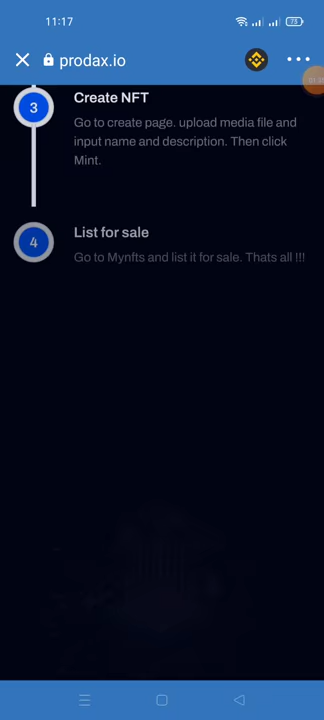 11:17
73
prodax.io
3
Create NFT
Go to create page. upload media file and
input name and description. Then click
Mint.
4
List for sale
Go to Mynfts and list it for sale. Thats all !!!